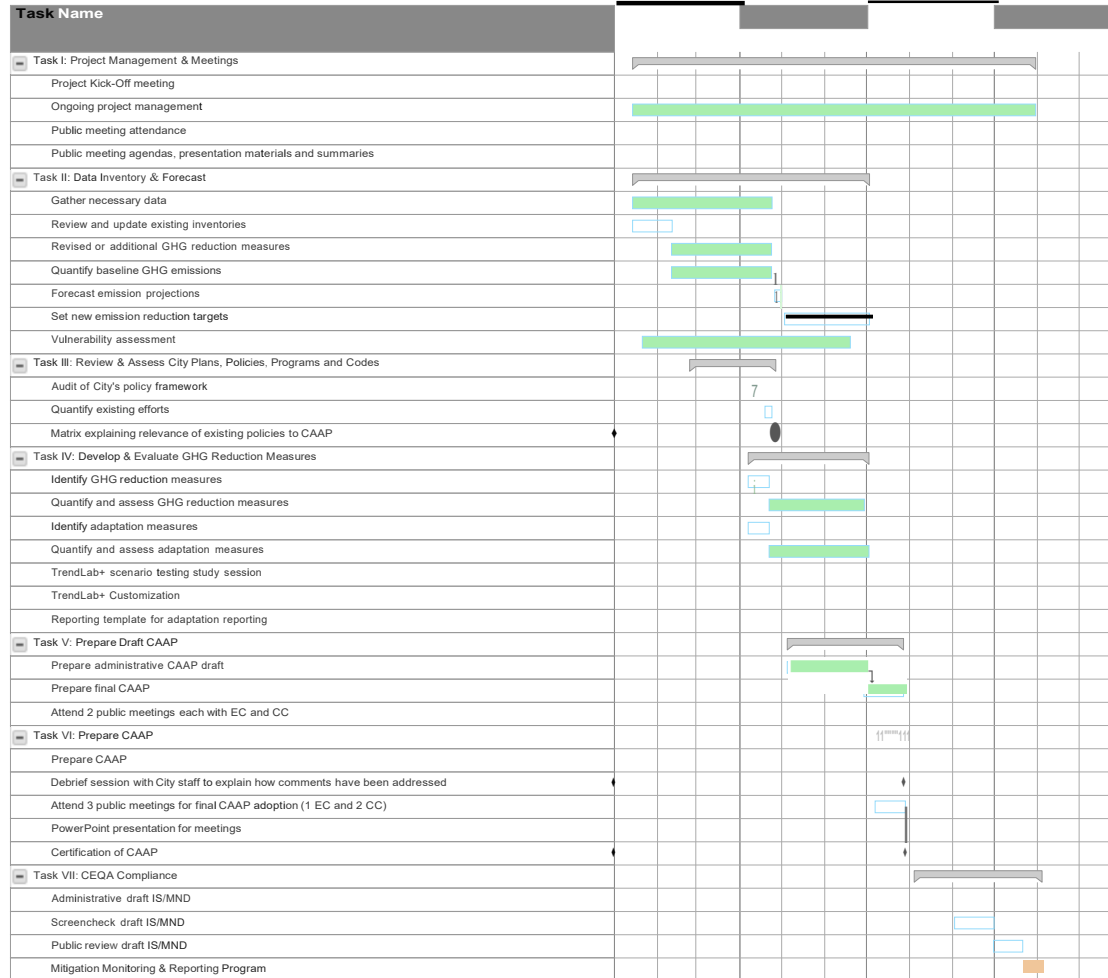 Task Name
Task I: Project Management & Meetings
Project Kick-Off meeting
Ongoing project management
Public meeting attendance
Public meeting agendas, presentation materials and summaries
Task II: Data Inventory & Forecast
Gather necessary data
Review and update existing inventories
Revised or additional GHG reduction measures
Quantify baseline GHG emissions
Forecast emission projections
Set new emission reduction targets
Vulnerability assessment
Task III: Review & Assess City Plans, Policies, Programs and Codes
Audit of City's policy framework
7
Quantify existing efforts
Matrix explaining relevance of existing policies to CAAP
Task IV: Develop & Evaluate GHG Reduction Measures
Identify GHG reduction measures
Quantify and assess GHG reduction measures
Identify adaptation measures
Quantify and assess adaptation measures
TrendLab+ scenario testing study session
TrendLab+ Customization
Reporting template for adaptation reporting
Task V: Prepare Draft CAAP
Prepare administrative CAAP draft
Prepare final CAAP
Attend 2 public meetings each with EC and CC
Task VI: Prepare CAAP
Prepare CAAP
Debrief session with City staff to explain how comments have been addressed
Attend 3 public meetings for final CAAP adoption (1 EC and 2 CC)
PowerPoint presentation for meetings
Certification of CAAP
Task VII: CEQA Compliance
Administrative draft IS/MND
Screencheck draft IS/MND
Public review draft IS/MND
Mitigation Monitoring & Reporting Program